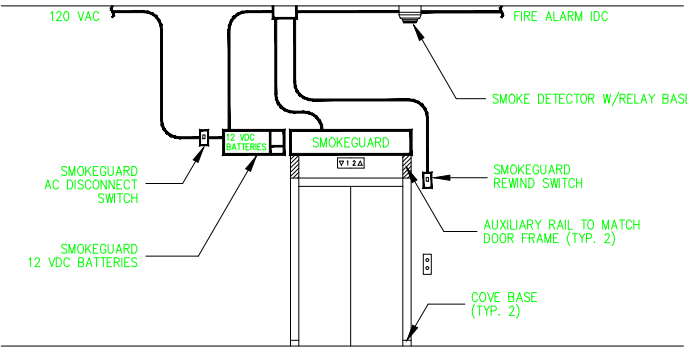 120 VAC
FIRE ALARM IDC
SMOKE DETECTOR W/RELAY BASE
12 VDC
BATTERIES
SMOKEGUARD
1 2
SMOKEGUARD
AC DISCONNECT
SWITCH
SMOKEGUARD
REWIND SWITCH
AUXILIARY RAIL TO MATCH
DOOR FRAME (TYP. 2)
SMOKEGUARD
12 VDC BATTERIES
COVE BASE
(TYP. 2)